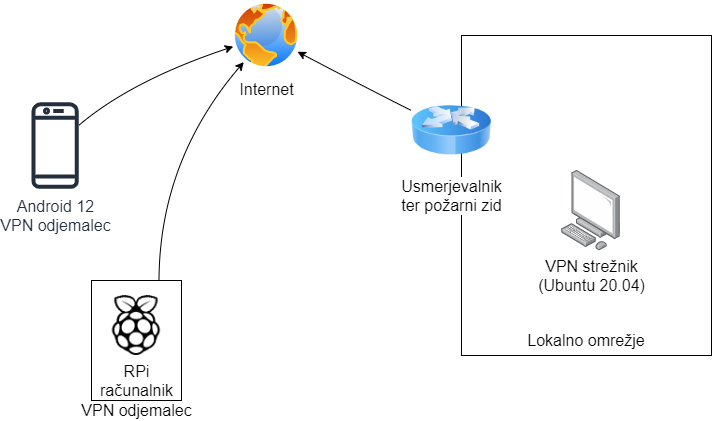 Internet
Android 12
VPN odjemalec
Usmerjevalnik
ter požarni zid
VPN strežnik
(Ubuntu 20.04)
Lokalno omrežje
RPi
računalnik
VPN odjemalec